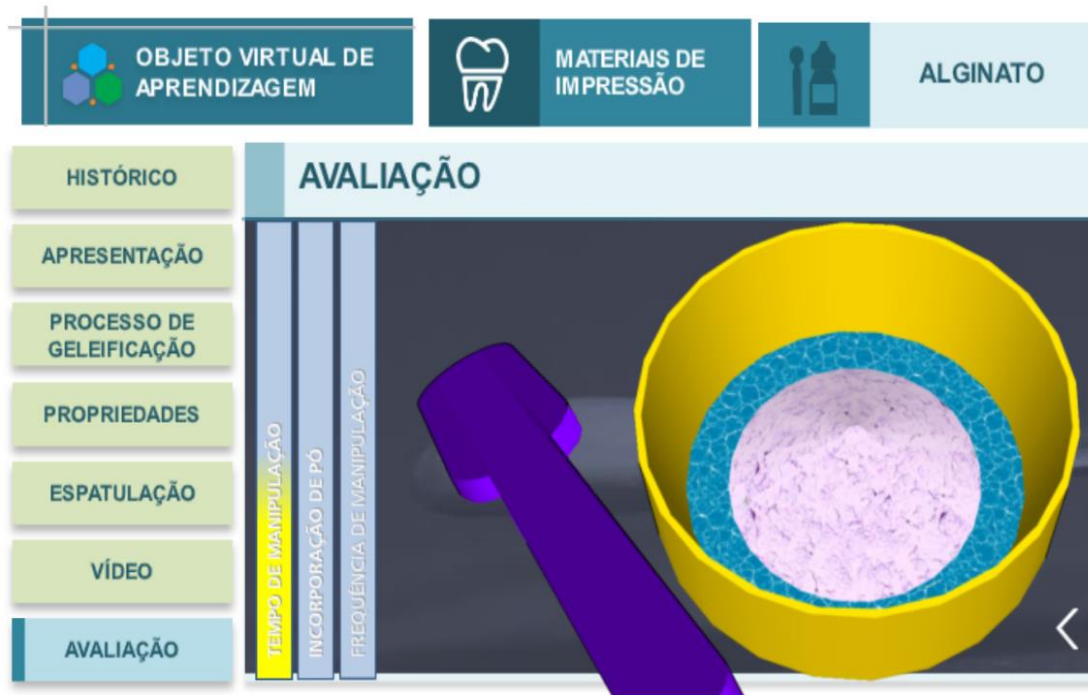 OBJETO VIRTUAL DE
APRENDIZAGEM
MATERIAIS DE
IMPRESSÃO
ALGINATO
HISTÓRICO
APRESENTAÇÃO
PROCESSO DE
GELEIFICAÇÃO
PROPRIEDADES
ESPATULAÇÃO
VÍDEO
AVALIAÇÃO
AVALIAÇÃO
TEMPO DE MANIPULAÇÃO
INCORPORAÇÃO DE PÓ
FREQUÊNCIA DE MANIPULAÇÃO